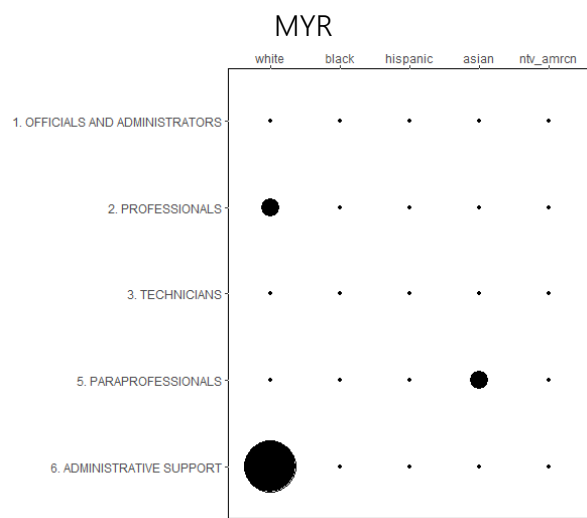 MYR
white black hispanic asian ntv_amrcn
1. OFFICIALS AND ADMINISTRATORS
2. PROFESSIONALS
3. TECHNICIANS
5. PARAPROFESSIONALS
6. ADMINISTRATIVE SUPPORT